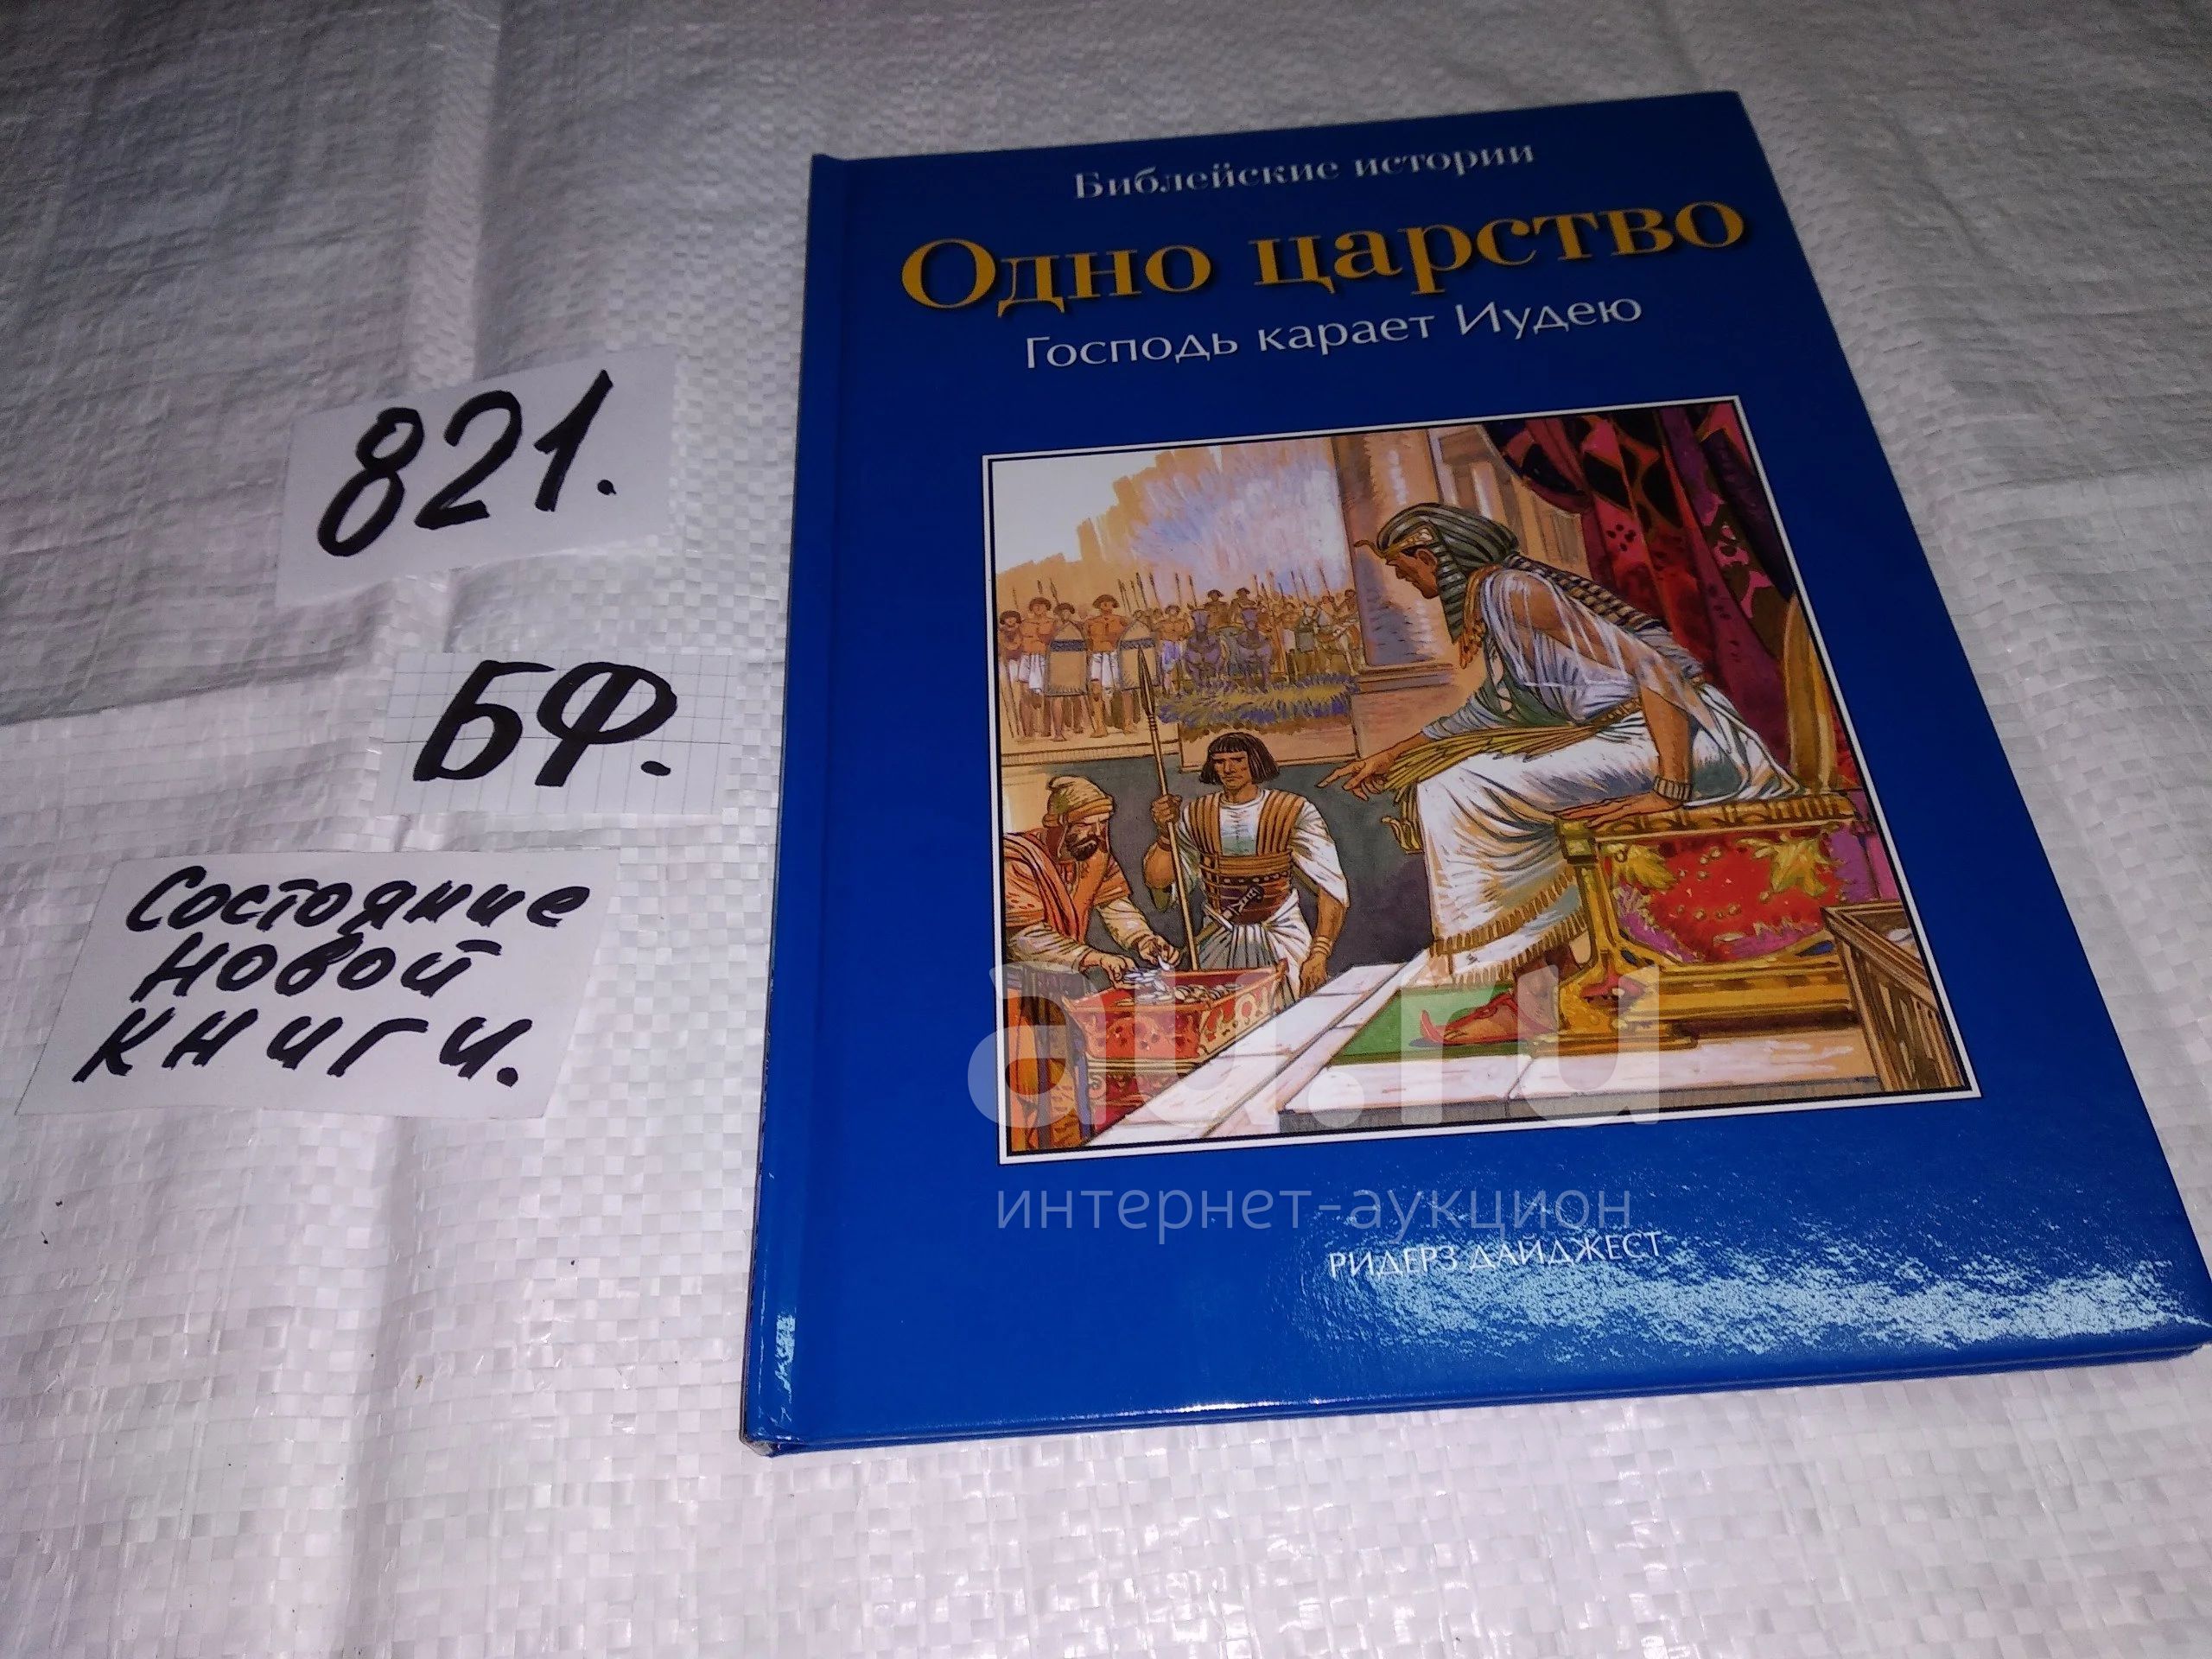 821.
БФ.
Состояние
новой
книги.
Библейские истории
Одно царство
Господь карает Иудею
au.ru
интернет-аукцион
РИДЕРЗ ДАЙДЖЕСТ